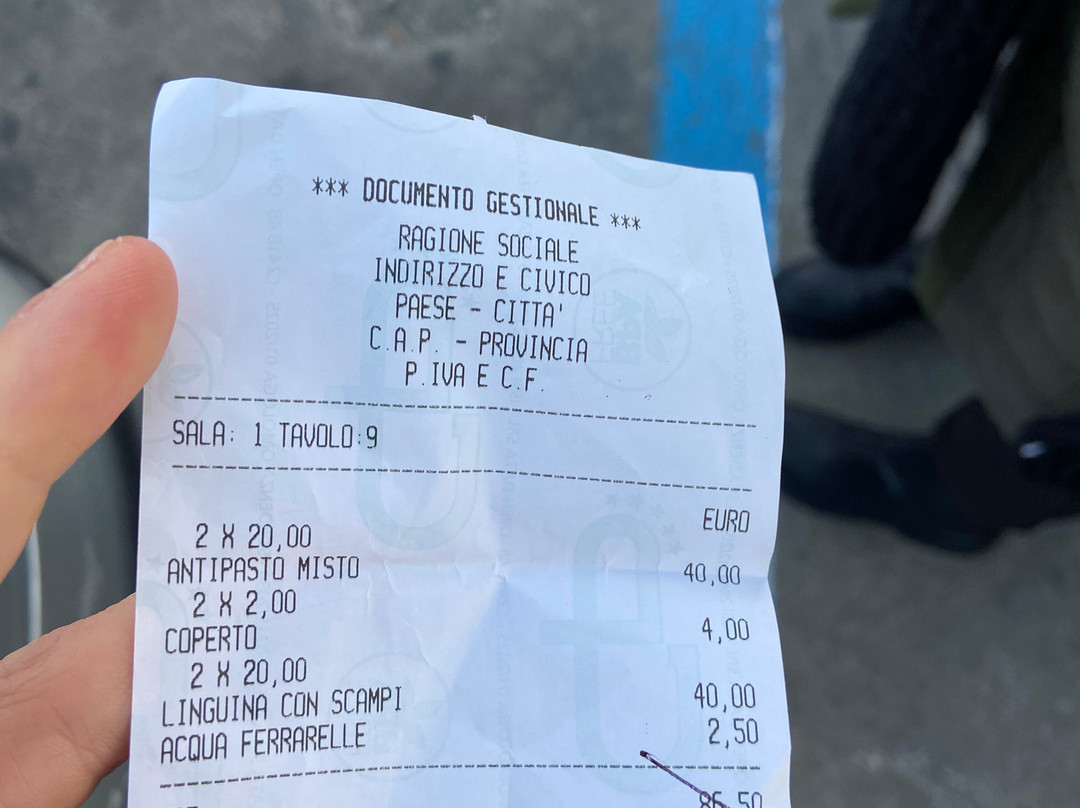 *** DOCUMENTO GESTIONALE ***
RAGIONE SOCIALE
INDIRIZZO E CIVICO
PAESE - CITTA'
C.A.P. - PROVINCIA
P.IVA E C.F.
SALA: 1 TAVOLO:9
EURO
2 X 20,00
ANTIPASTO MISTO 40,00
2 X 2,00
COPERTO 4,00
2 X 20,00
LINGUINA CON SCAMPI 40,00
ACQUA FERRARELLE 2,50
86,50